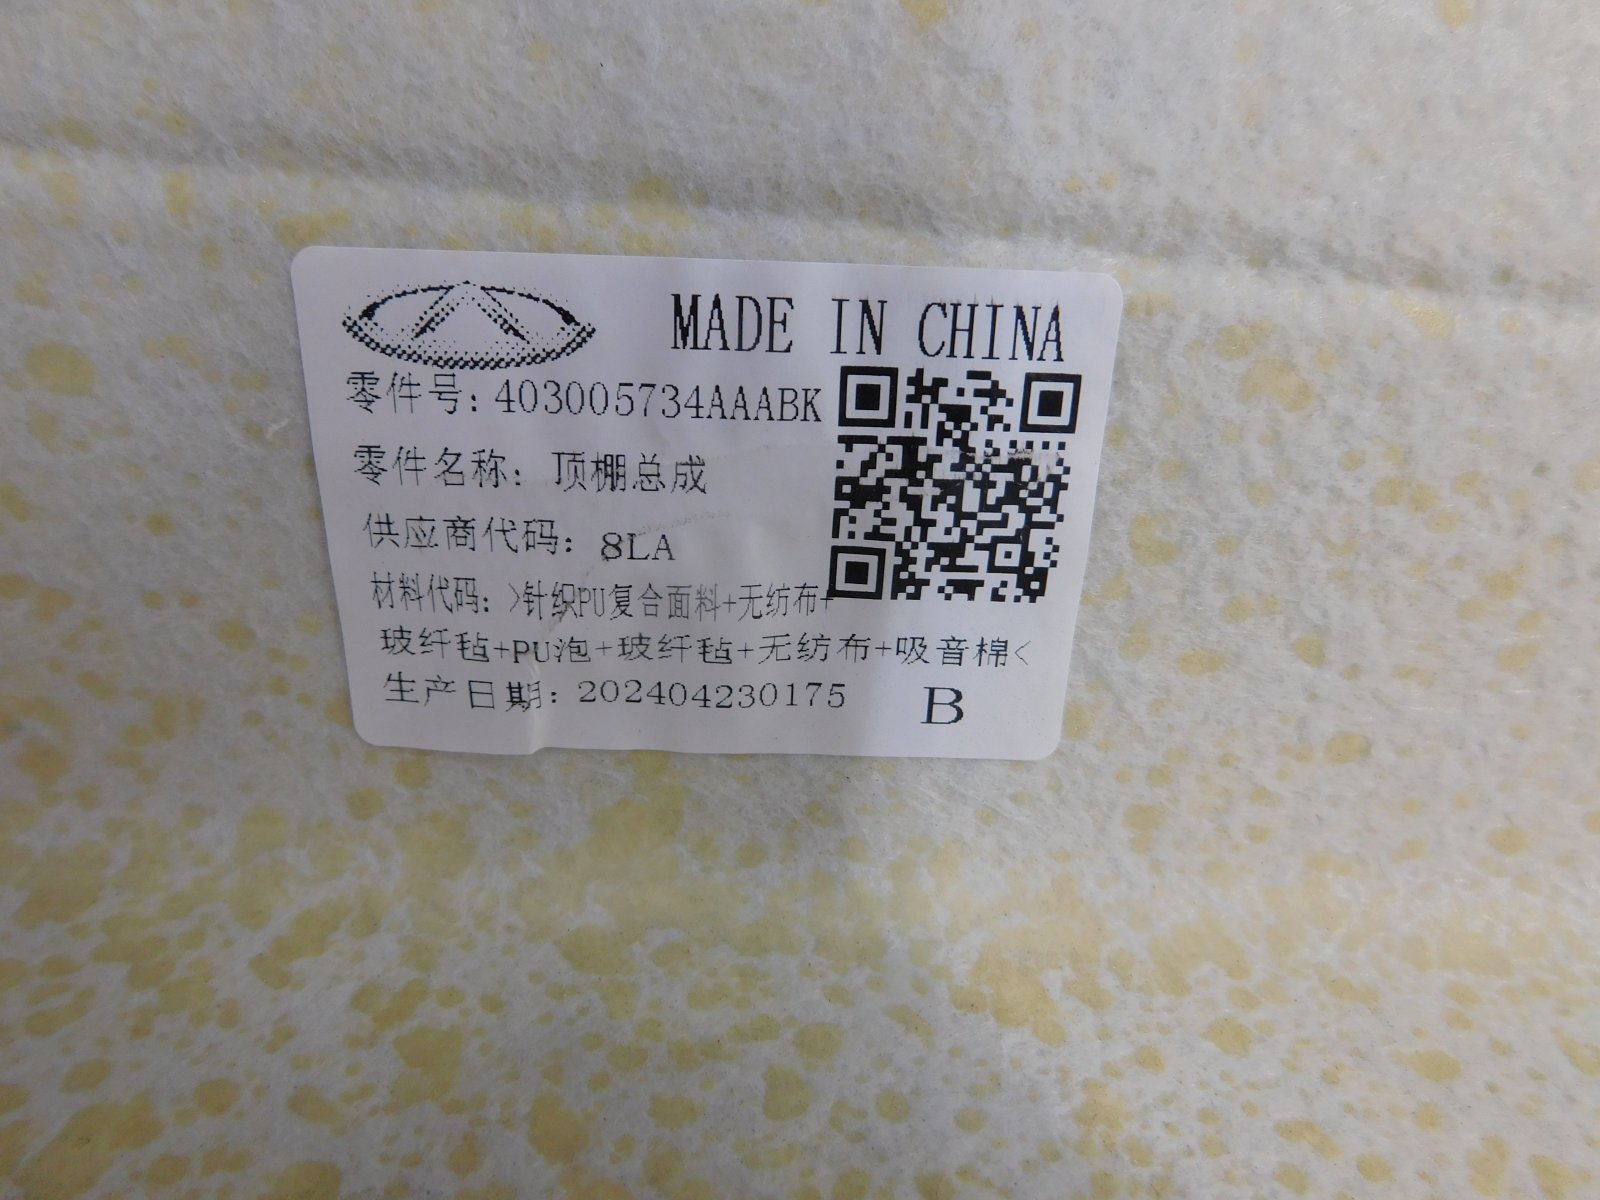 MADE IN CHINA
零件号: 403005734AAABK
零件名称: 顶棚总成
供应商代码: 8LA
材料代码: >针织PU复合面料+无纺布+
玻纤毡+PU泡+玻纤毡+无纺布+吸音棉<
生产日期: 202404230175 B